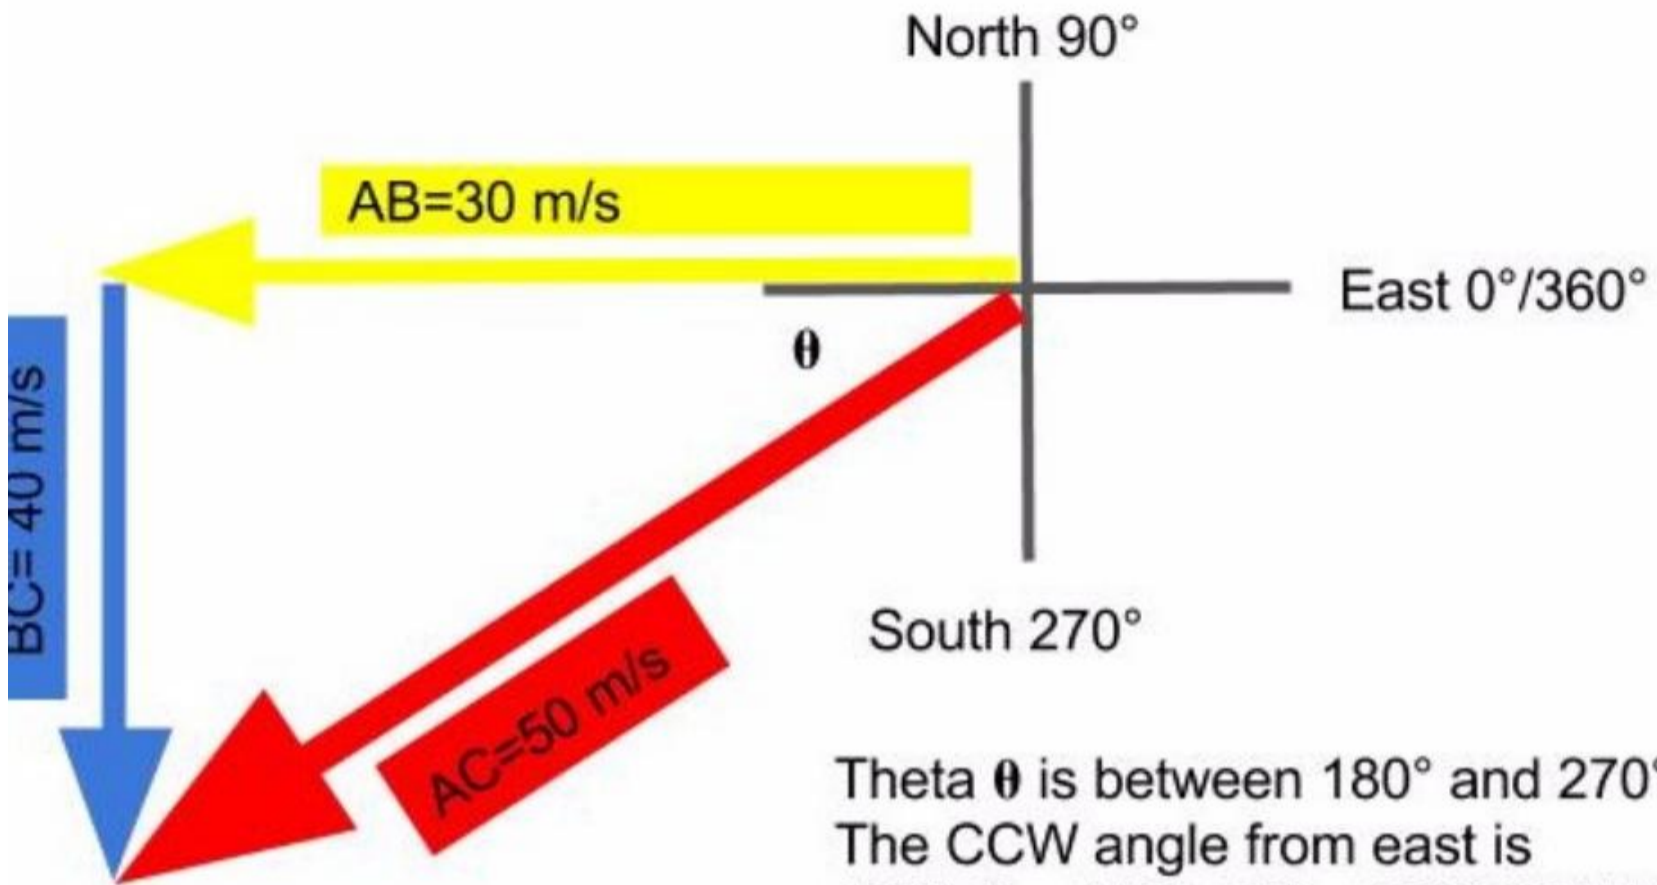 North 90°
AB=30 m/s
East 0°/360°
θ
BC= 40 m/s
South 270°
AC=50 m/s
Theta θ is between 180° and 270°
The CCW angle from east is